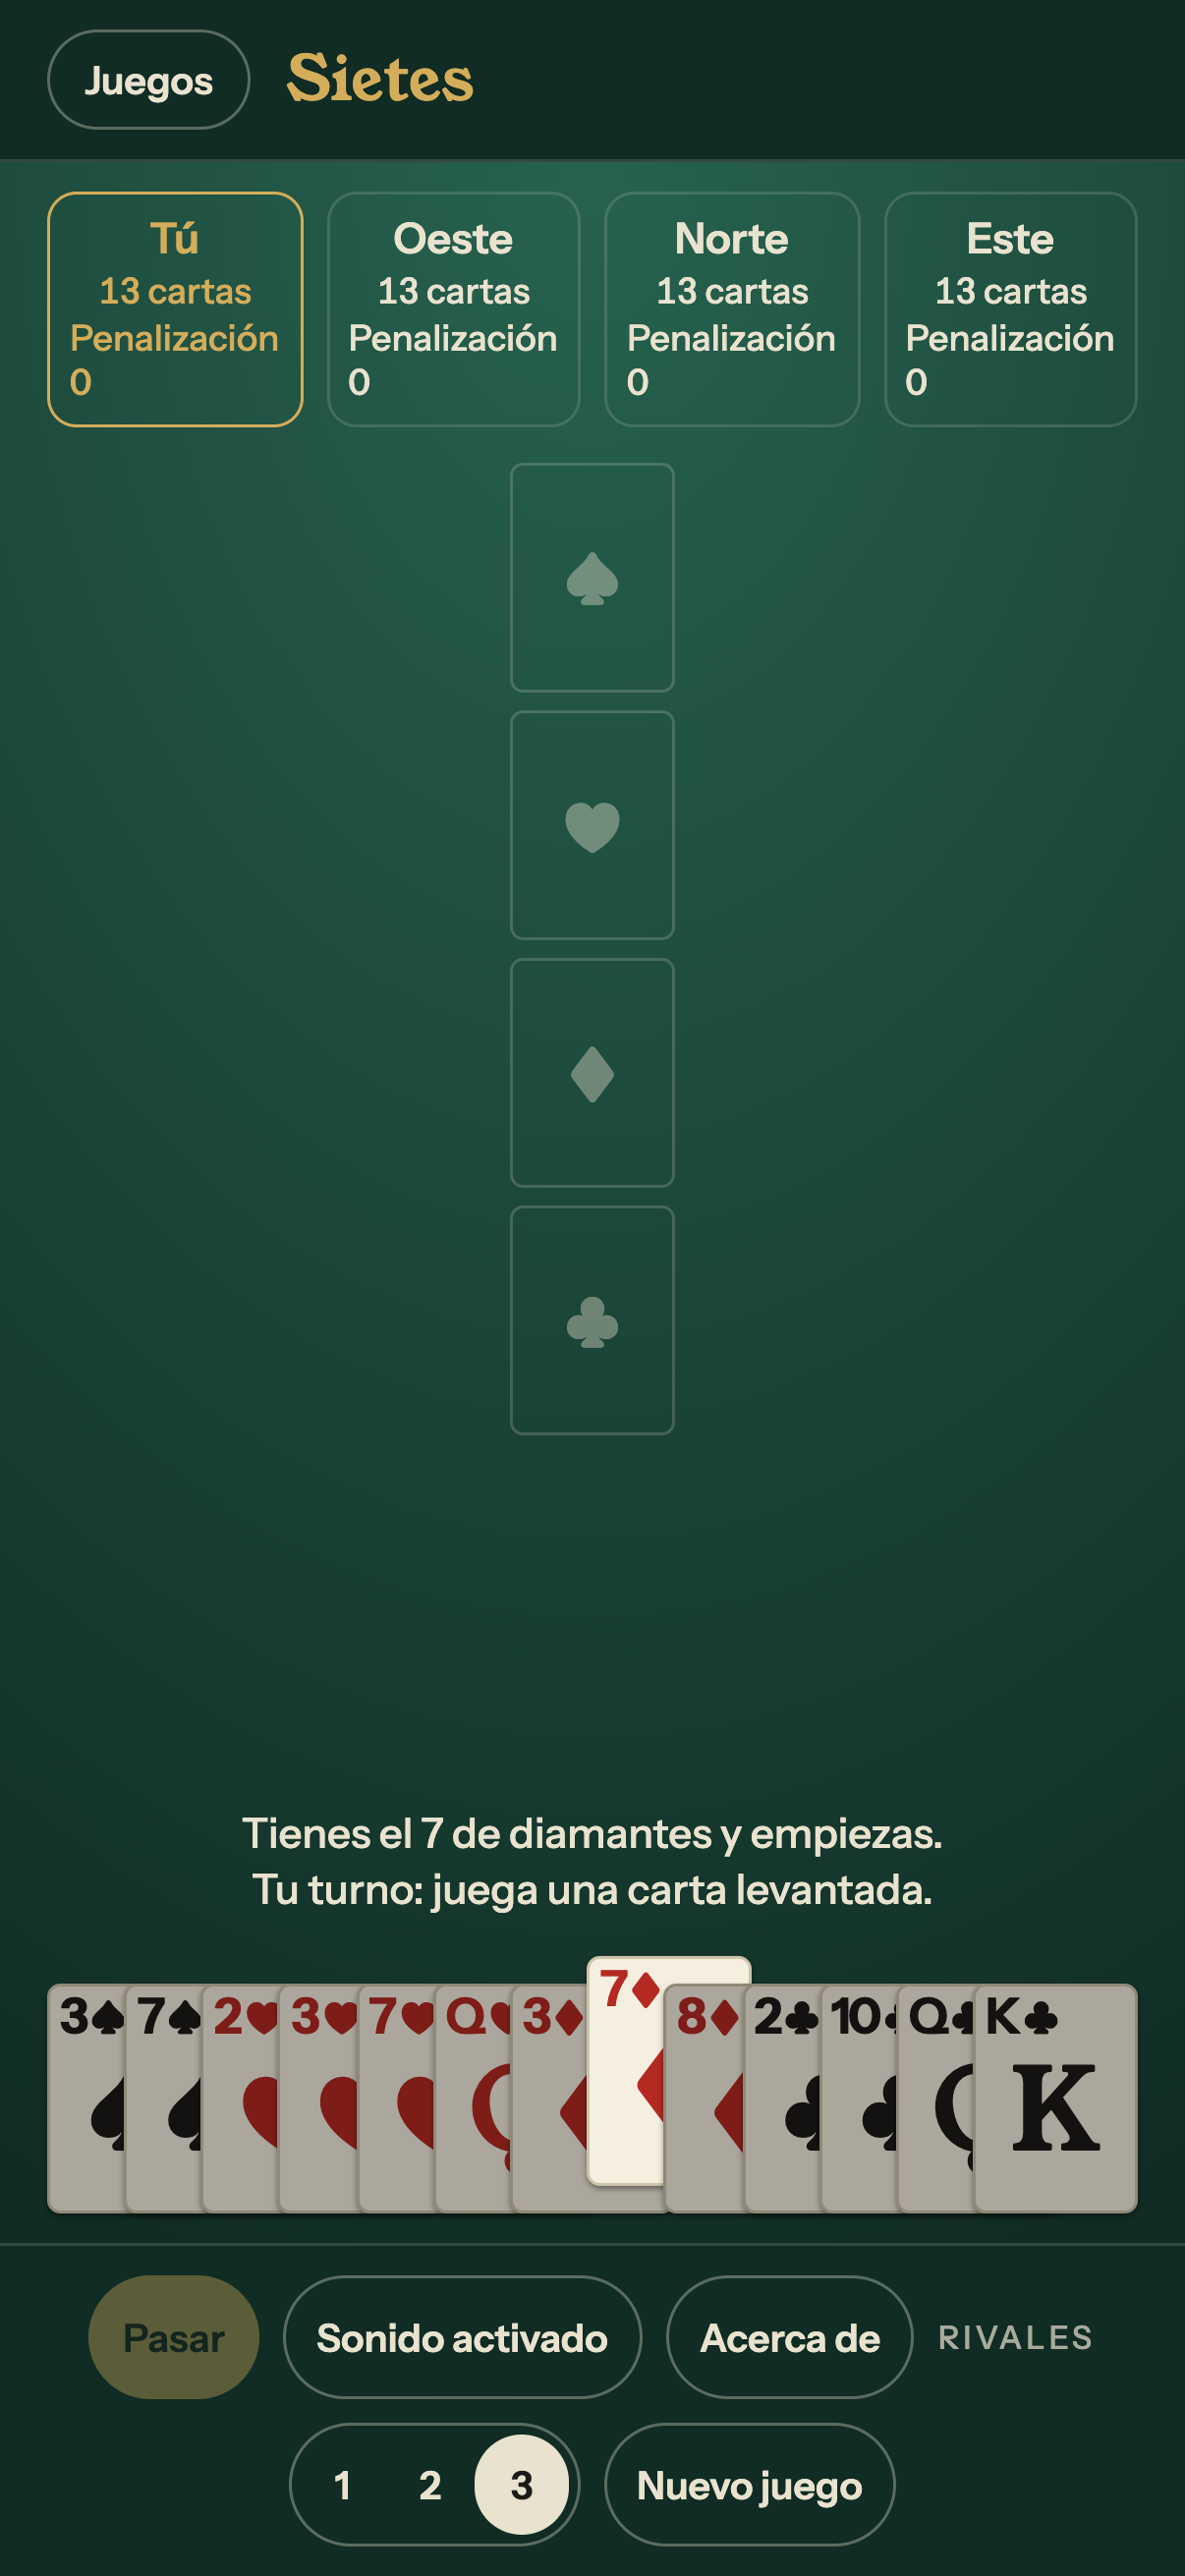 Juegos
Sietes
Tú
13 cartas
Penalización
0
Oeste
13 cartas
Penalización
0
Norte
13 cartas
Penalización
0
Este
13 cartas
Penalización
0
Tienes el 7 de diamantes y empiezas.
Tu turno: juega una carta levantada.
3♠ 7♠ 2♥ 3♥ 7♥ Q♥ 3♦ 7♦ 8♦ 2♣ 10♣ Q♣ K♣
K
Pasar
Sonido activado
Acerca de
RIVALES
1 2 3
Nuevo juego